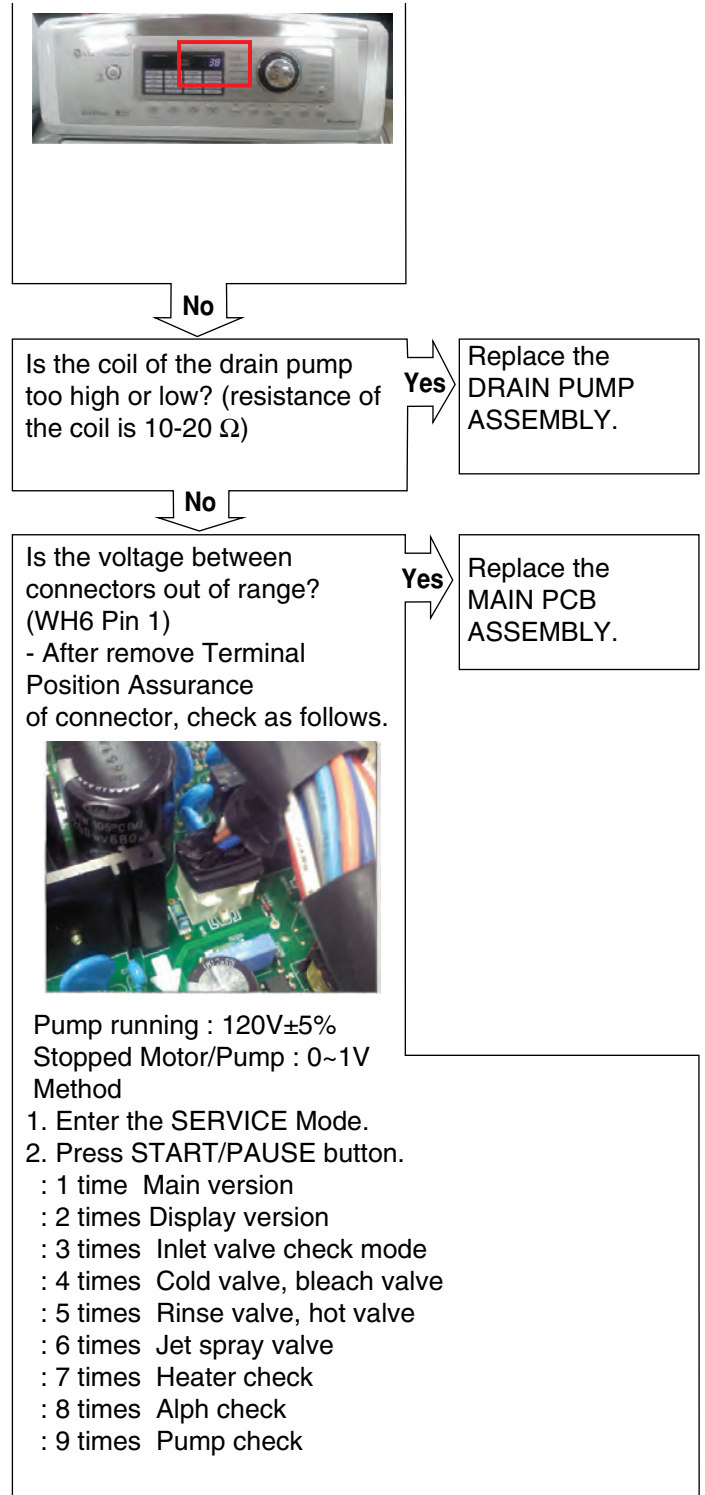 LG
38
No
Is the coil of the drain pump
too high or low? (resistance of
the coil is 10-20 Ω)
Yes
Replace the
DRAIN PUMP
ASSEMBLY.
No
Is the voltage between
connectors out of range?
(WH6 Pin 1)
- After remove Terminal
Position Assurance
of connector, check as follows.
Yes
Replace the
MAIN PCB
ASSEMBLY.
Pump running : 120V±5%
Stopped Motor/Pump : 0~1V
Method
1. Enter the SERVICE Mode.
2. Press START/PAUSE button.
: 1 time Main version
: 2 times Display version
: 3 times Inlet valve check mode
: 4 times Cold valve, bleach valve
: 5 times Rinse valve, hot valve
: 6 times Jet spray valve
: 7 times Heater check
: 8 times Alph check
: 9 times Pump check